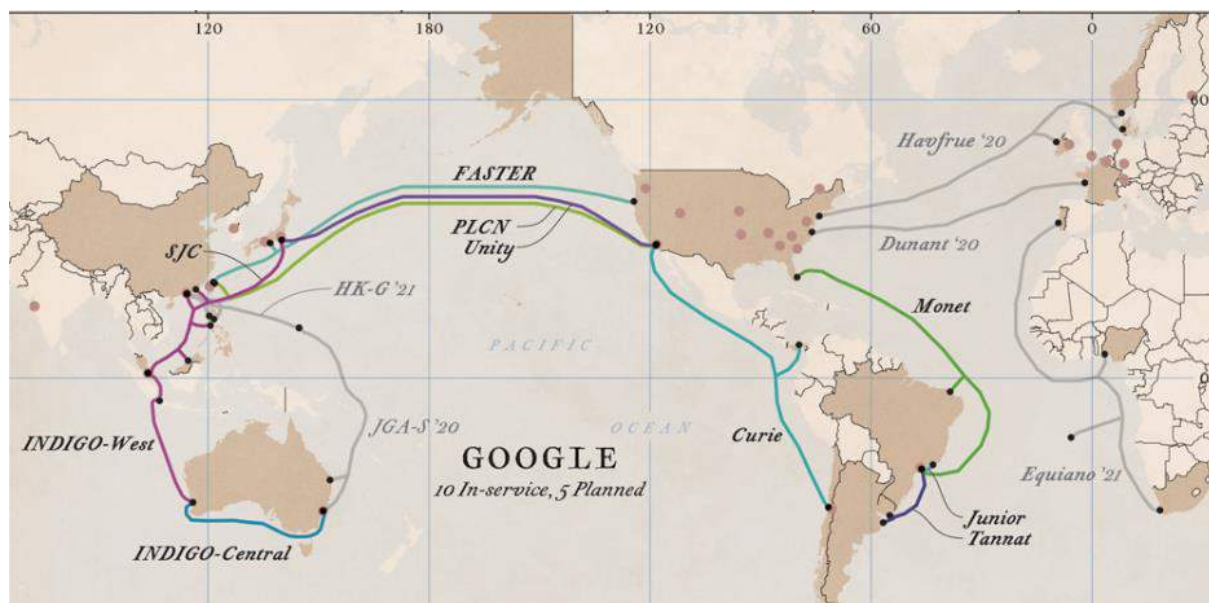 120
180
120
60
0
60
Havfrue '20
FASTER
PLCN
Unity
SJC
Dunant '20
HK-G '21
Monet
PACIFIC
0
INDIGO-West
JGA-S '20
OCEAN
Curie
GOOGLE
10 In-service, 5 Planned
Equiano '21
Junior
Tannat
INDIGO-Central